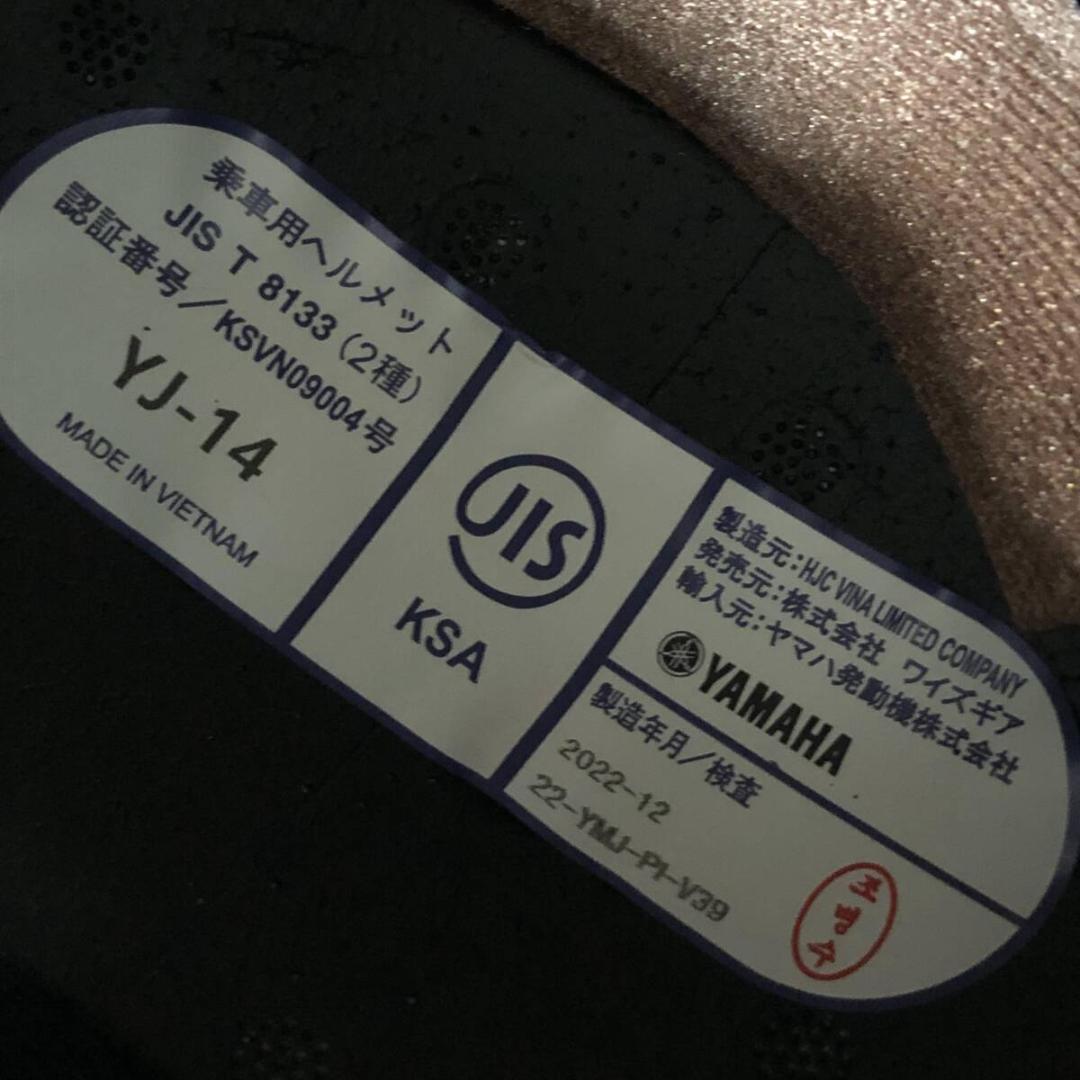 乗車用ヘルメット
JIS T 8133(2種)
認証番号/KSVN09004号
YJ-14
MADE IN VIETNAM
JIS
KSA
製造元:HJC VINA LIMITED COMPANY
発売元:株式会社 ワイズギア
輸入元:ヤマハ発動機株式会社
YAMAHA
製造年月/検査
2022-12
22-YMJ-PI-V39
조병수